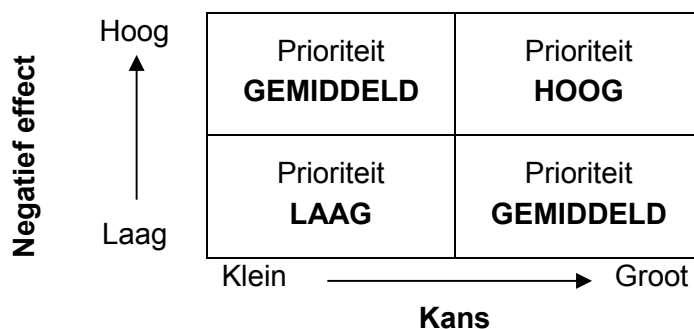 Negatief effect
Hoog
Prioriteit
GEMIDDELD
Prioriteit
HOOG
Laag
Prioriteit
LAAG
Prioriteit
GEMIDDELD
Klein
Groot
Kans